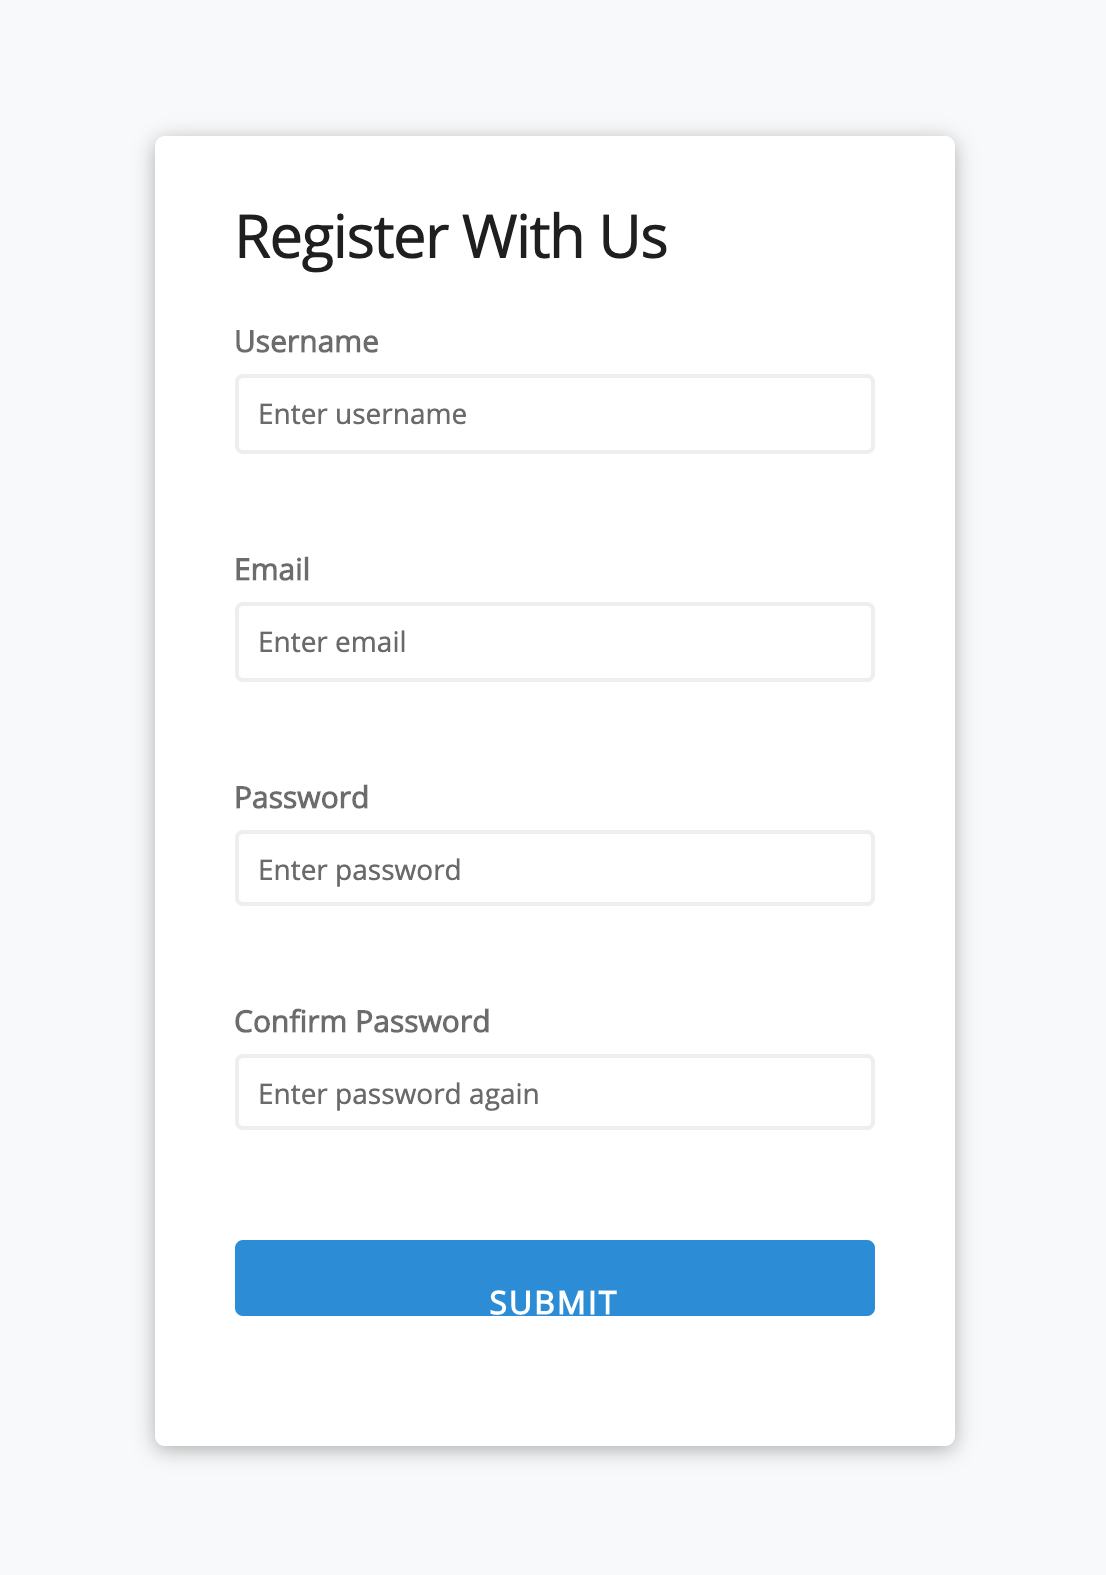 Register With Us
Username
Enter username
Email
Enter email
Password
Enter password
Confirm Password
Enter password again
SUBMIT